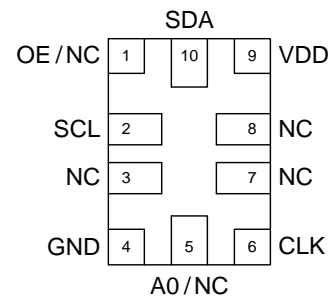 SDA
OE/NC 1 10 9 VDD
SCL 2 8 NC
NC 3 7 NC
GND 4 5 6 CLK
A0/NC